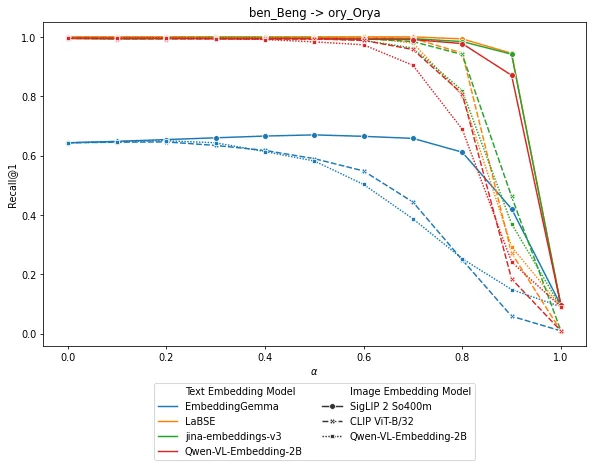 ben_Beng -> ory_Orya
1.0
0.8
0.6
0.4
0.2
0.0
Recall@1
0.0 0.2 0.4 0.6 0.8 1.0
α
Text Embedding Model Image Embedding Model
EmbeddingGemma SigLIP 2 So400m
LaBSE CLIP ViT-B/32
jina-embeddings-v3 Qwen-VL-Embedding-2B
Qwen-VL-Embedding-2B